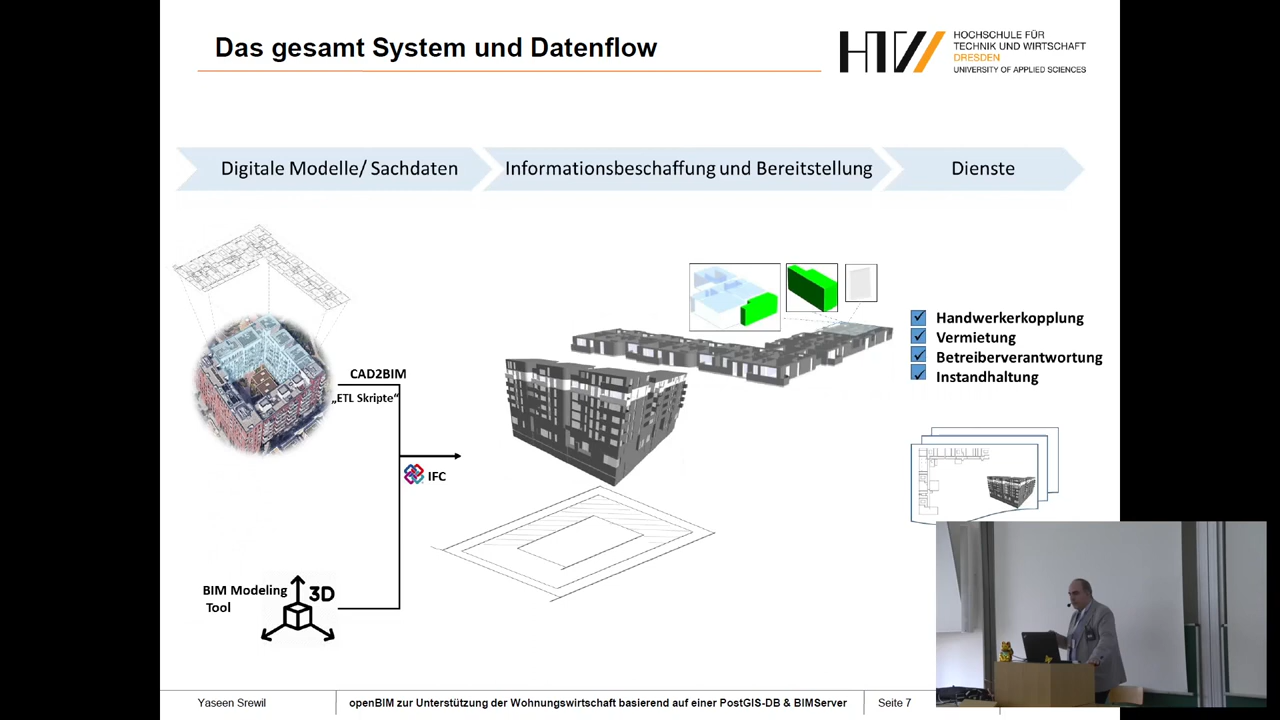 Das gesamt System und Datenflow
HTW
HOCHSCHULE FÜR
TECHNIK UND WIRTSCHAFT
DRESDEN
UNIVERSITY OF APPLIED SCIENCES
Digitale Modelle/ Sachdaten
Informationsbeschaffung und Bereitstellung
Dienste
CAD2BIM
„ETL Skripte“
IFC
BIM Modeling
Tool
3D
Handwerkerkopplung
Vermietung
Betreiberverantwortung
Instandhaltung
Yaseen Srewil
openBIM zur Unterstützung der Wohnungswirtschaft basierend auf einer PostGIS-DB & BIMServer
Seite 7